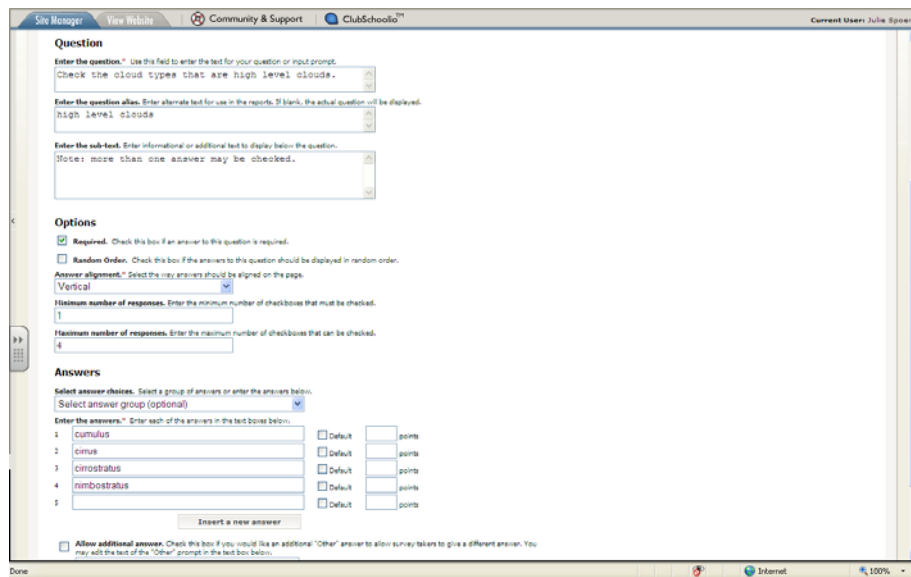 Site Manager View Website Community & Support ClubSchoolio™ Current User: Julie Spoer
Question
Enter the question.* Use this field to enter the text for your question or input prompt.
Check the cloud types that are high level clouds.
Enter the question alias. Enter alternate text for use in the reports. If blank, the actual question will be displayed.
high level clouds
Enter the sub-text. Enter informational or additional text to display below the question.
Note: more than one answer may be checked.
Options
Required. Check this box if an answer to this question is required.
Random Order. Check this box if the answers to this question should be displayed in random order.
Answer alignment.* Select the way answers should be aligned on the page.
Vertical
Minimum number of responses. Enter the minimum number of checkboxes that must be checked.
1
Maximum number of responses. Enter the maximum number of checkboxes that can be checked.
4
Answers
Select answer choices. Select a group of answers or enter the answers below.
Select answer group (optional)
Enter the answers.* Enter each of the answers in the text boxes below.
1 cumulus Default points
2 cirrus Default points
3 cirrostratus Default points
4 nimbostratus Default points
5 Default points
Insert a new answer
Allow additional answer. Check this box if you would like an additional "Other" answer to allow survey takers to give a different answer. You
may edit the text of the "Other" prompt in the text box below.
Done Internet 100%